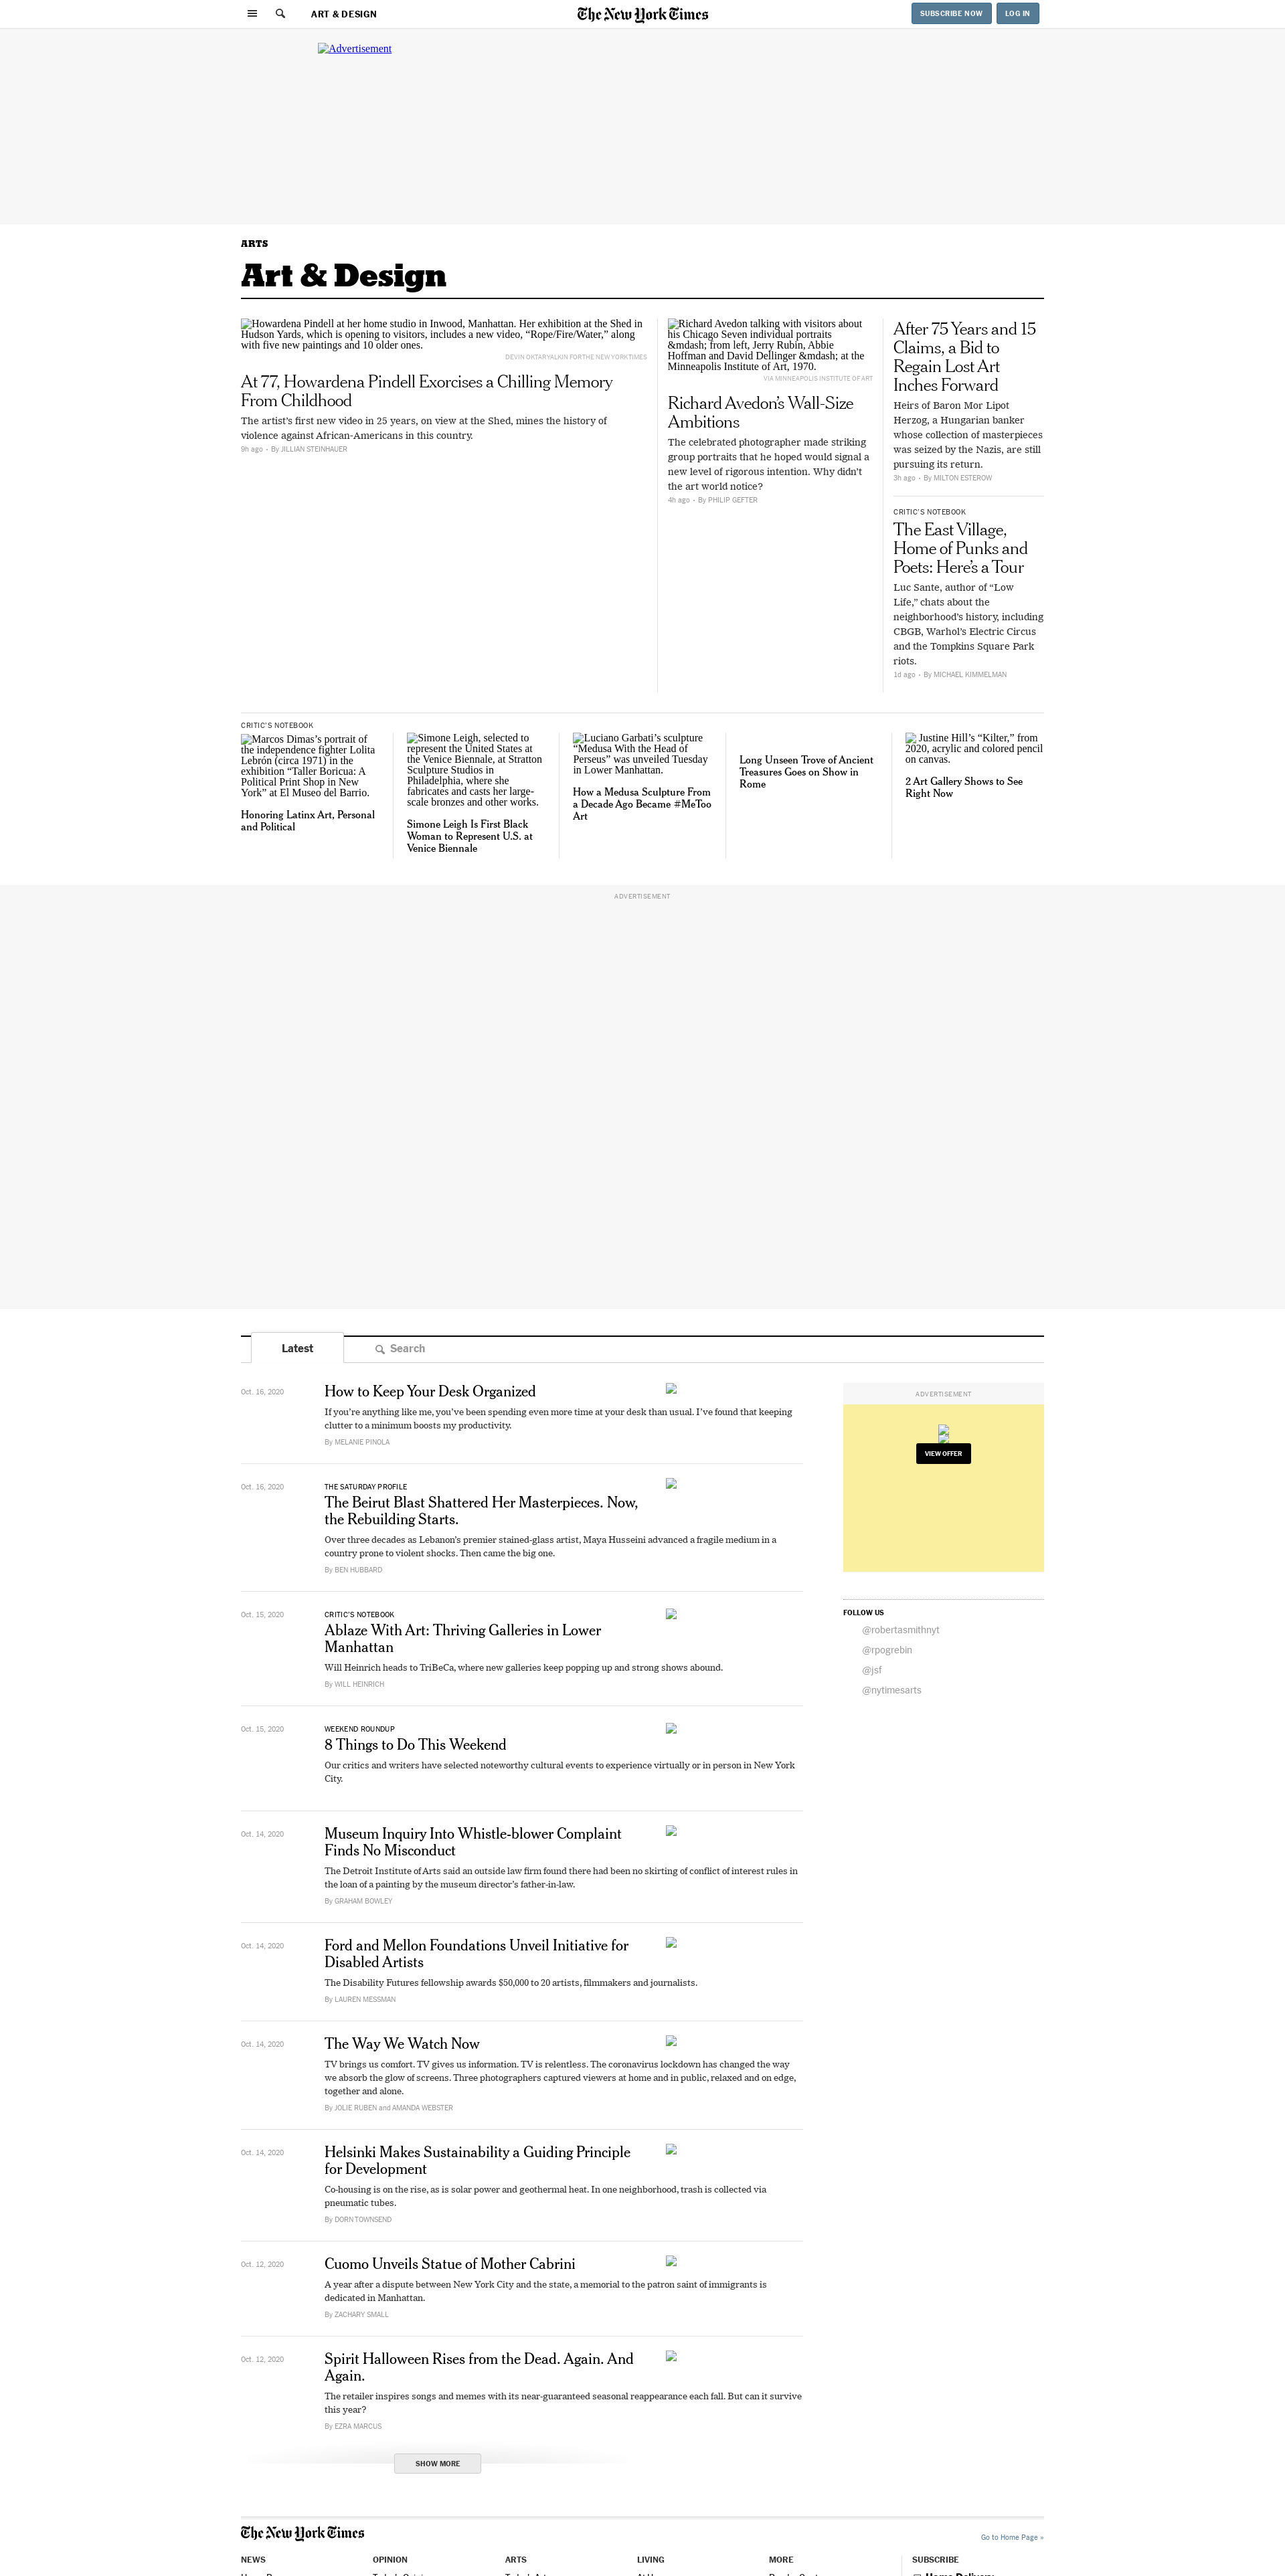 ART & DESIGN
The New York Times
SUBSCRIBE NOW
LOG IN
Advertisement
ARTS
Art & Design
Howardena Pindell at her home studio in Inwood, Manhattan. Her exhibition at the Shed in
Hudson Yards, which is opening to visitors, includes a new video, “Rope/Fire/Water,” along
with five new paintings and 10 older ones.
DEVIN OKTAR YALKIN FOR THE NEW YORK TIMES
At 77, Howardena Pindell Exorcises a Chilling Memory
From Childhood
The artist’s first new video in 25 years, on view at the Shed, mines the history of
violence against African-Americans in this country.
9h ago • By JILLIAN STEINHAUER
Richard Avedon talking with visitors about
his Chicago Seven individual portraits
&mdash; from left, Jerry Rubin, Abbie
Hoffman and David Dellinger &mdash; at the
Minneapolis Institute of Art, 1970.
VIA MINNEAPOLIS INSTITUTE OF ART
Richard Avedon’s Wall-Size
Ambitions
The celebrated photographer made striking
group portraits that he hoped would signal a
new level of rigorous intention. Why didn’t
the art world notice?
4h ago • By PHILIP GEFTER
After 75 Years and 15
Claims, a Bid to
Regain Lost Art
Inches Forward
Heirs of Baron Mor Lipot
Herzog, a Hungarian banker
whose collection of masterpieces
was seized by the Nazis, are still
pursuing its return.
3h ago • By MILTON ESTEROW
CRITIC’S NOTEBOOK
The East Village,
Home of Punks and
Poets: Here’s a Tour
Luc Sante, author of “Low
Life,” chats about the
neighborhood’s history, including
CBGB, Warhol’s Electric Circus
and the Tompkins Square Park
riots.
1d ago • By MICHAEL KIMMELMAN
CRITIC’S NOTEBOOK
Marcos Dimas’s portrait of
the independence fighter Lolita
Lebrón (circa 1971) in the
exhibition “Taller Boricua: A
Political Print Shop in New
York” at El Museo del Barrio.
Honoring Latinx Art, Personal
and Political
Simone Leigh, selected to
represent the United States at
the Venice Biennale, at Stratton
Sculpture Studios in
Philadelphia, where she
fabricates and casts her large-
scale bronzes and other works.
Simone Leigh Is First Black
Woman to Represent U.S. at
Venice Biennale
Luciano Garbati’s sculpture
“Medusa With the Head of
Perseus” was unveiled Tuesday
in Lower Manhattan.
How a Medusa Sculpture From
a Decade Ago Became #MeToo
Art
Long Unseen Trove of Ancient
Treasures Goes on Show in
Rome
Justine Hill’s “Kilter,” from
2020, acrylic and colored pencil
on canvas.
2 Art Gallery Shows to See
Right Now
ADVERTISEMENT
Latest
Search
Oct. 16, 2020
How to Keep Your Desk Organized
If you’re anything like me, you’ve been spending even more time at your desk than usual. I’ve found that keeping
clutter to a minimum boosts my productivity.
By MELANIE PINOLA
Oct. 16, 2020
THE SATURDAY PROFILE
The Beirut Blast Shattered Her Masterpieces. Now,
the Rebuilding Starts.
Over three decades as Lebanon’s premier stained-glass artist, Maya Husseini advanced a fragile medium in a
country prone to violent shocks. Then came the big one.
By BEN HUBBARD
Oct. 15, 2020
CRITIC’S NOTEBOOK
Ablaze With Art: Thriving Galleries in Lower
Manhattan
Will Heinrich heads to TriBeCa, where new galleries keep popping up and strong shows abound.
By WILL HEINRICH
Oct. 15, 2020
WEEKEND ROUNDUP
8 Things to Do This Weekend
Our critics and writers have selected noteworthy cultural events to experience virtually or in person in New York
City.
Oct. 14, 2020
Museum Inquiry Into Whistle-blower Complaint
Finds No Misconduct
The Detroit Institute of Arts said an outside law firm found there had been no skirting of conflict of interest rules in
the loan of a painting by the museum director’s father-in-law.
By GRAHAM BOWLEY
Oct. 14, 2020
Ford and Mellon Foundations Unveil Initiative for
Disabled Artists
The Disability Futures fellowship awards $50,000 to 20 artists, filmmakers and journalists.
By LAUREN MESSMAN
Oct. 14, 2020
The Way We Watch Now
TV brings us comfort. TV gives us information. TV is relentless. The coronavirus lockdown has changed the way
we absorb the glow of screens. Three photographers captured viewers at home and in public, relaxed and on edge,
together and alone.
By JOLIE RUBEN and AMANDA WEBSTER
Oct. 14, 2020
Helsinki Makes Sustainability a Guiding Principle
for Development
Co-housing is on the rise, as is solar power and geothermal heat. In one neighborhood, trash is collected via
pneumatic tubes.
By DORN TOWNSEND
Oct. 12, 2020
Cuomo Unveils Statue of Mother Cabrini
A year after a dispute between New York City and the state, a memorial to the patron saint of immigrants is
dedicated in Manhattan.
By ZACHARY SMALL
Oct. 12, 2020
Spirit Halloween Rises from the Dead. Again. And
Again.
The retailer inspires songs and memes with its near-guaranteed seasonal reappearance each fall. But can it survive
this year?
By EZRA MARCUS
SHOW MORE
ADVERTISEMENT
VIEW OFFER
FOLLOW US
@robertasmithnyt
@rpogrebin
@jsf
@nytimesarts
The New York Times
Go to Home Page »
NEWS
OPINION
ARTS
LIVING
MORE
SUBSCRIBE